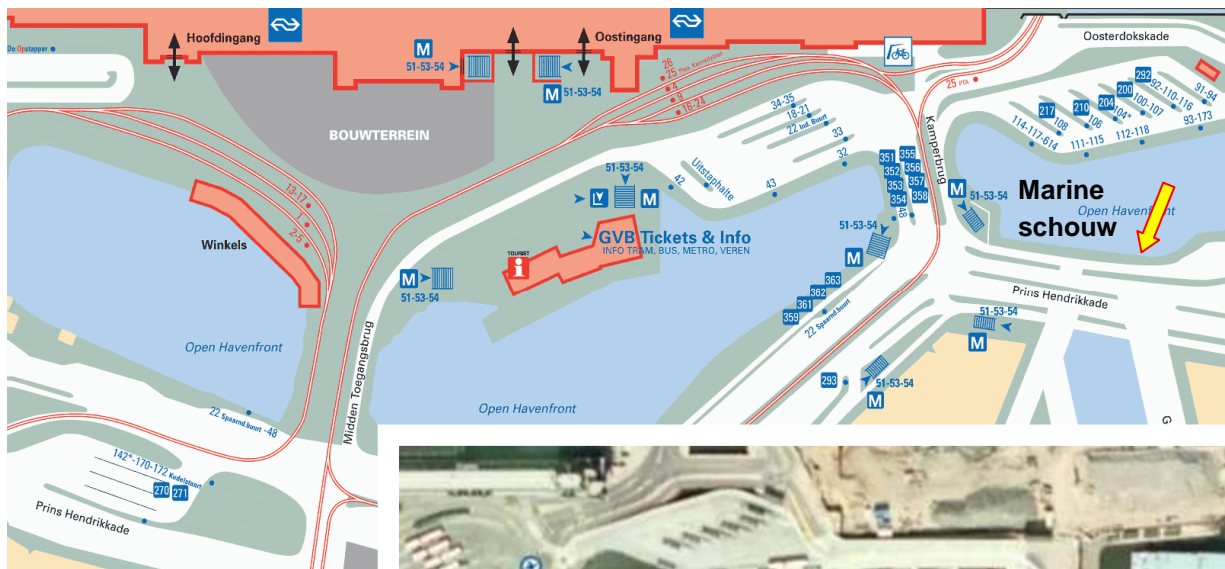 De Opstapper
Hoofdingang
M
51-53-54
Oostingang
M
51-53-54
BOUWTERREIN
26
25 Pres. Kennedylaan
4
9
16-24
34-35
18-21
22 Ind. Buurt
33
32
Uitstaphalte
42
43
25 PTA
Kamperbrug
Oosterdokskade
292
200
204
210
217
92-110-116
100-107
104*
106
108
91-94
93-173
112-118
111-115
114-117-614
51-53-54
M
GVB Tickets & Info
INFO TRAM, BUS, METRO, VEREN
TOURIST
i
M
51-53-54
13-17
1
2-5
Winkels
Open Havenfront
Midden Toegangsbrug
Open Havenfront
351
352
353
354
355
356
357
358
48
51-53-54
M
M
51-53-54
Marine
schouw
Open Havenfront
363
362
361
359
22 Spaarnd.buurt
Prins Hendrikkade
51-53-54
M
293
51-53-54
M
22 Spaarnd.buurt -48
142*-170-172 Kudelstaart
270
271
Prins Hendrikkade
G